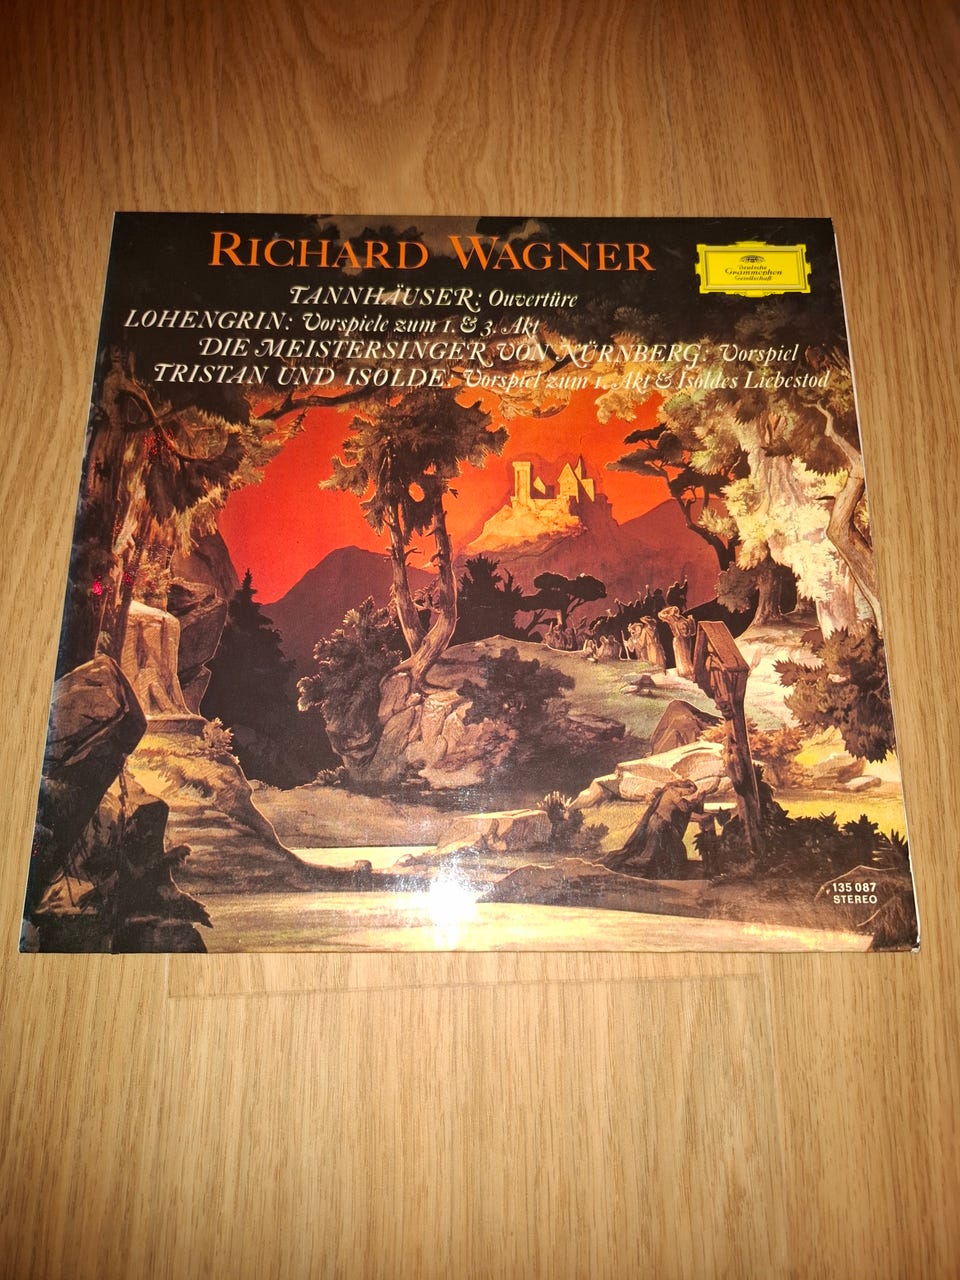 RICHARD WAGNER
Deutsche
Grammophon
Gesellschaft
TANNHÄUSER: Ouvertüre
LOHENGRIN: Vorspiele zum 1. & 3. Akt
DIE MEISTERSINGER VON NÜRNBERG: Vorspiel
TRISTAN UND ISOLDE: Vorspiel zum 1. Akt & Isoldes Liebestod
135 087
STEREO